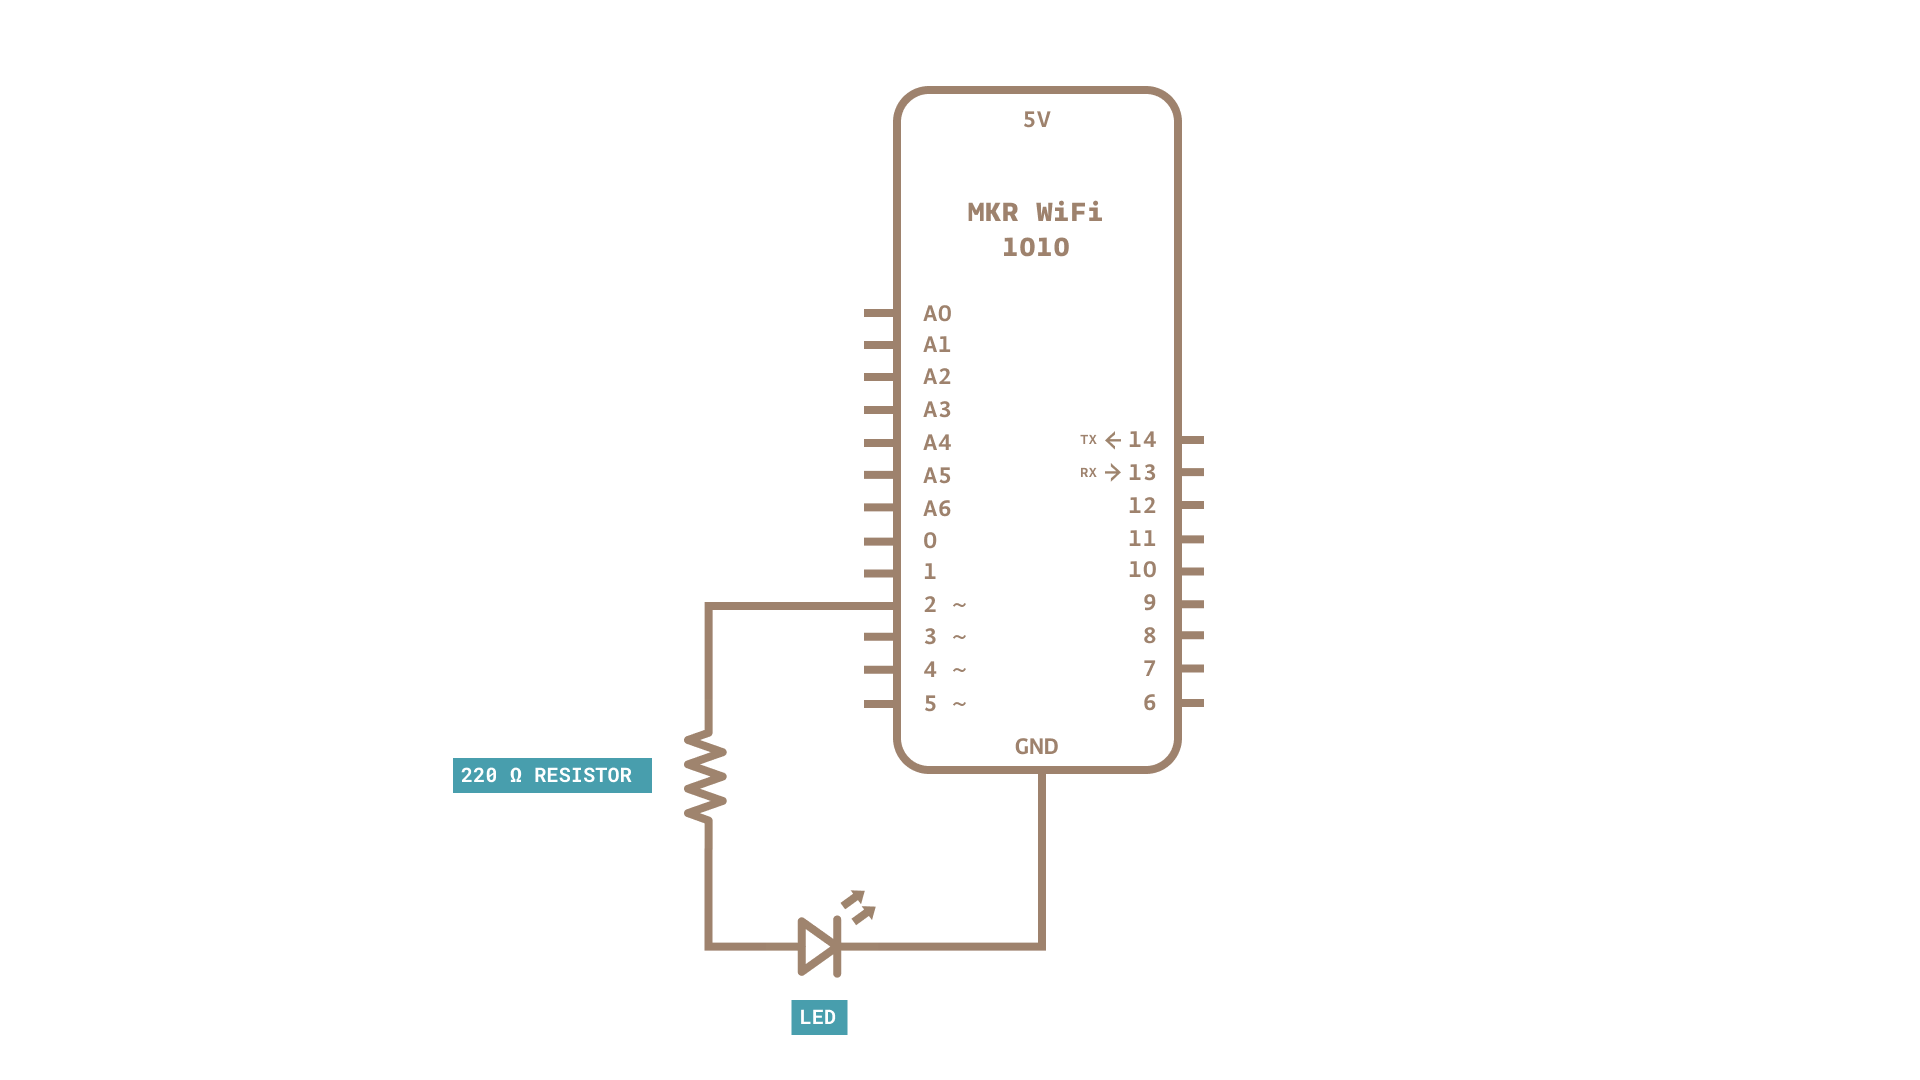 5V
MKR WiFi
1010
A0
A1
A2
A3
A4
A5
A6
0
1
2 ~
3 ~
4 ~
5 ~
TX ← 14
RX → 13
12
11
10
9
8
7
6
GND
220 Ω RESISTOR
LED